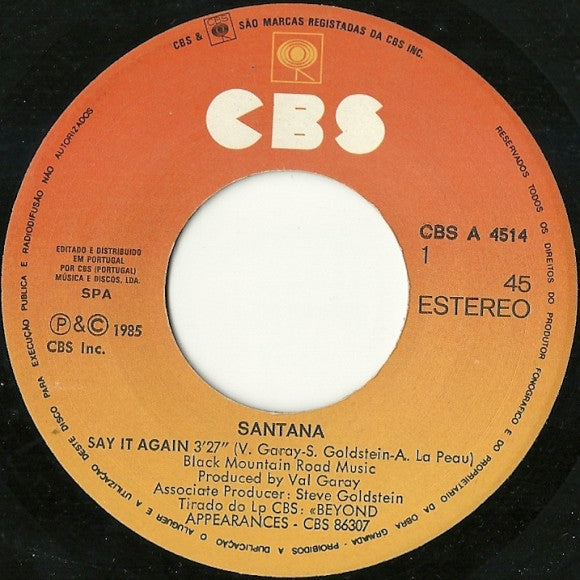 CBS & SÃO MARCAS REGISTADAS DA CBS INC.
CBS
RESERVADOS TODOS OS DIREITOS DO PRODUTOR FONOGRÁFICO E DO PROPRIETÁRIO DA OBRA GRAVADA - PROIBIDOS A DUPLICAÇÃO O ALUGUER E A UTILIZAÇÃO DESTE DISCO PARA EXECUÇÃO PUBLICA E RADIODIFUSÃO NÃO AUTORIZADOS
CBS A 4514
1
45
ESTEREO
EDITADO E DISTRIBUIDO
EM PORTUGAL
POR CBS (PORTUGAL)
MÚSICA E DISCOS, LDA.
SPA
Ⓟ&© 1985
CBS Inc.
SANTANA
SAY IT AGAIN 3'27" (V. Garay-S. Goldstein-A. La Peau)
Black Mountain Road Music
Produced by Val Garay
Associate Producer: Steve Goldstein
Tirado do Lp CBS: «BEYOND
APPEARANCES - CBS 86307